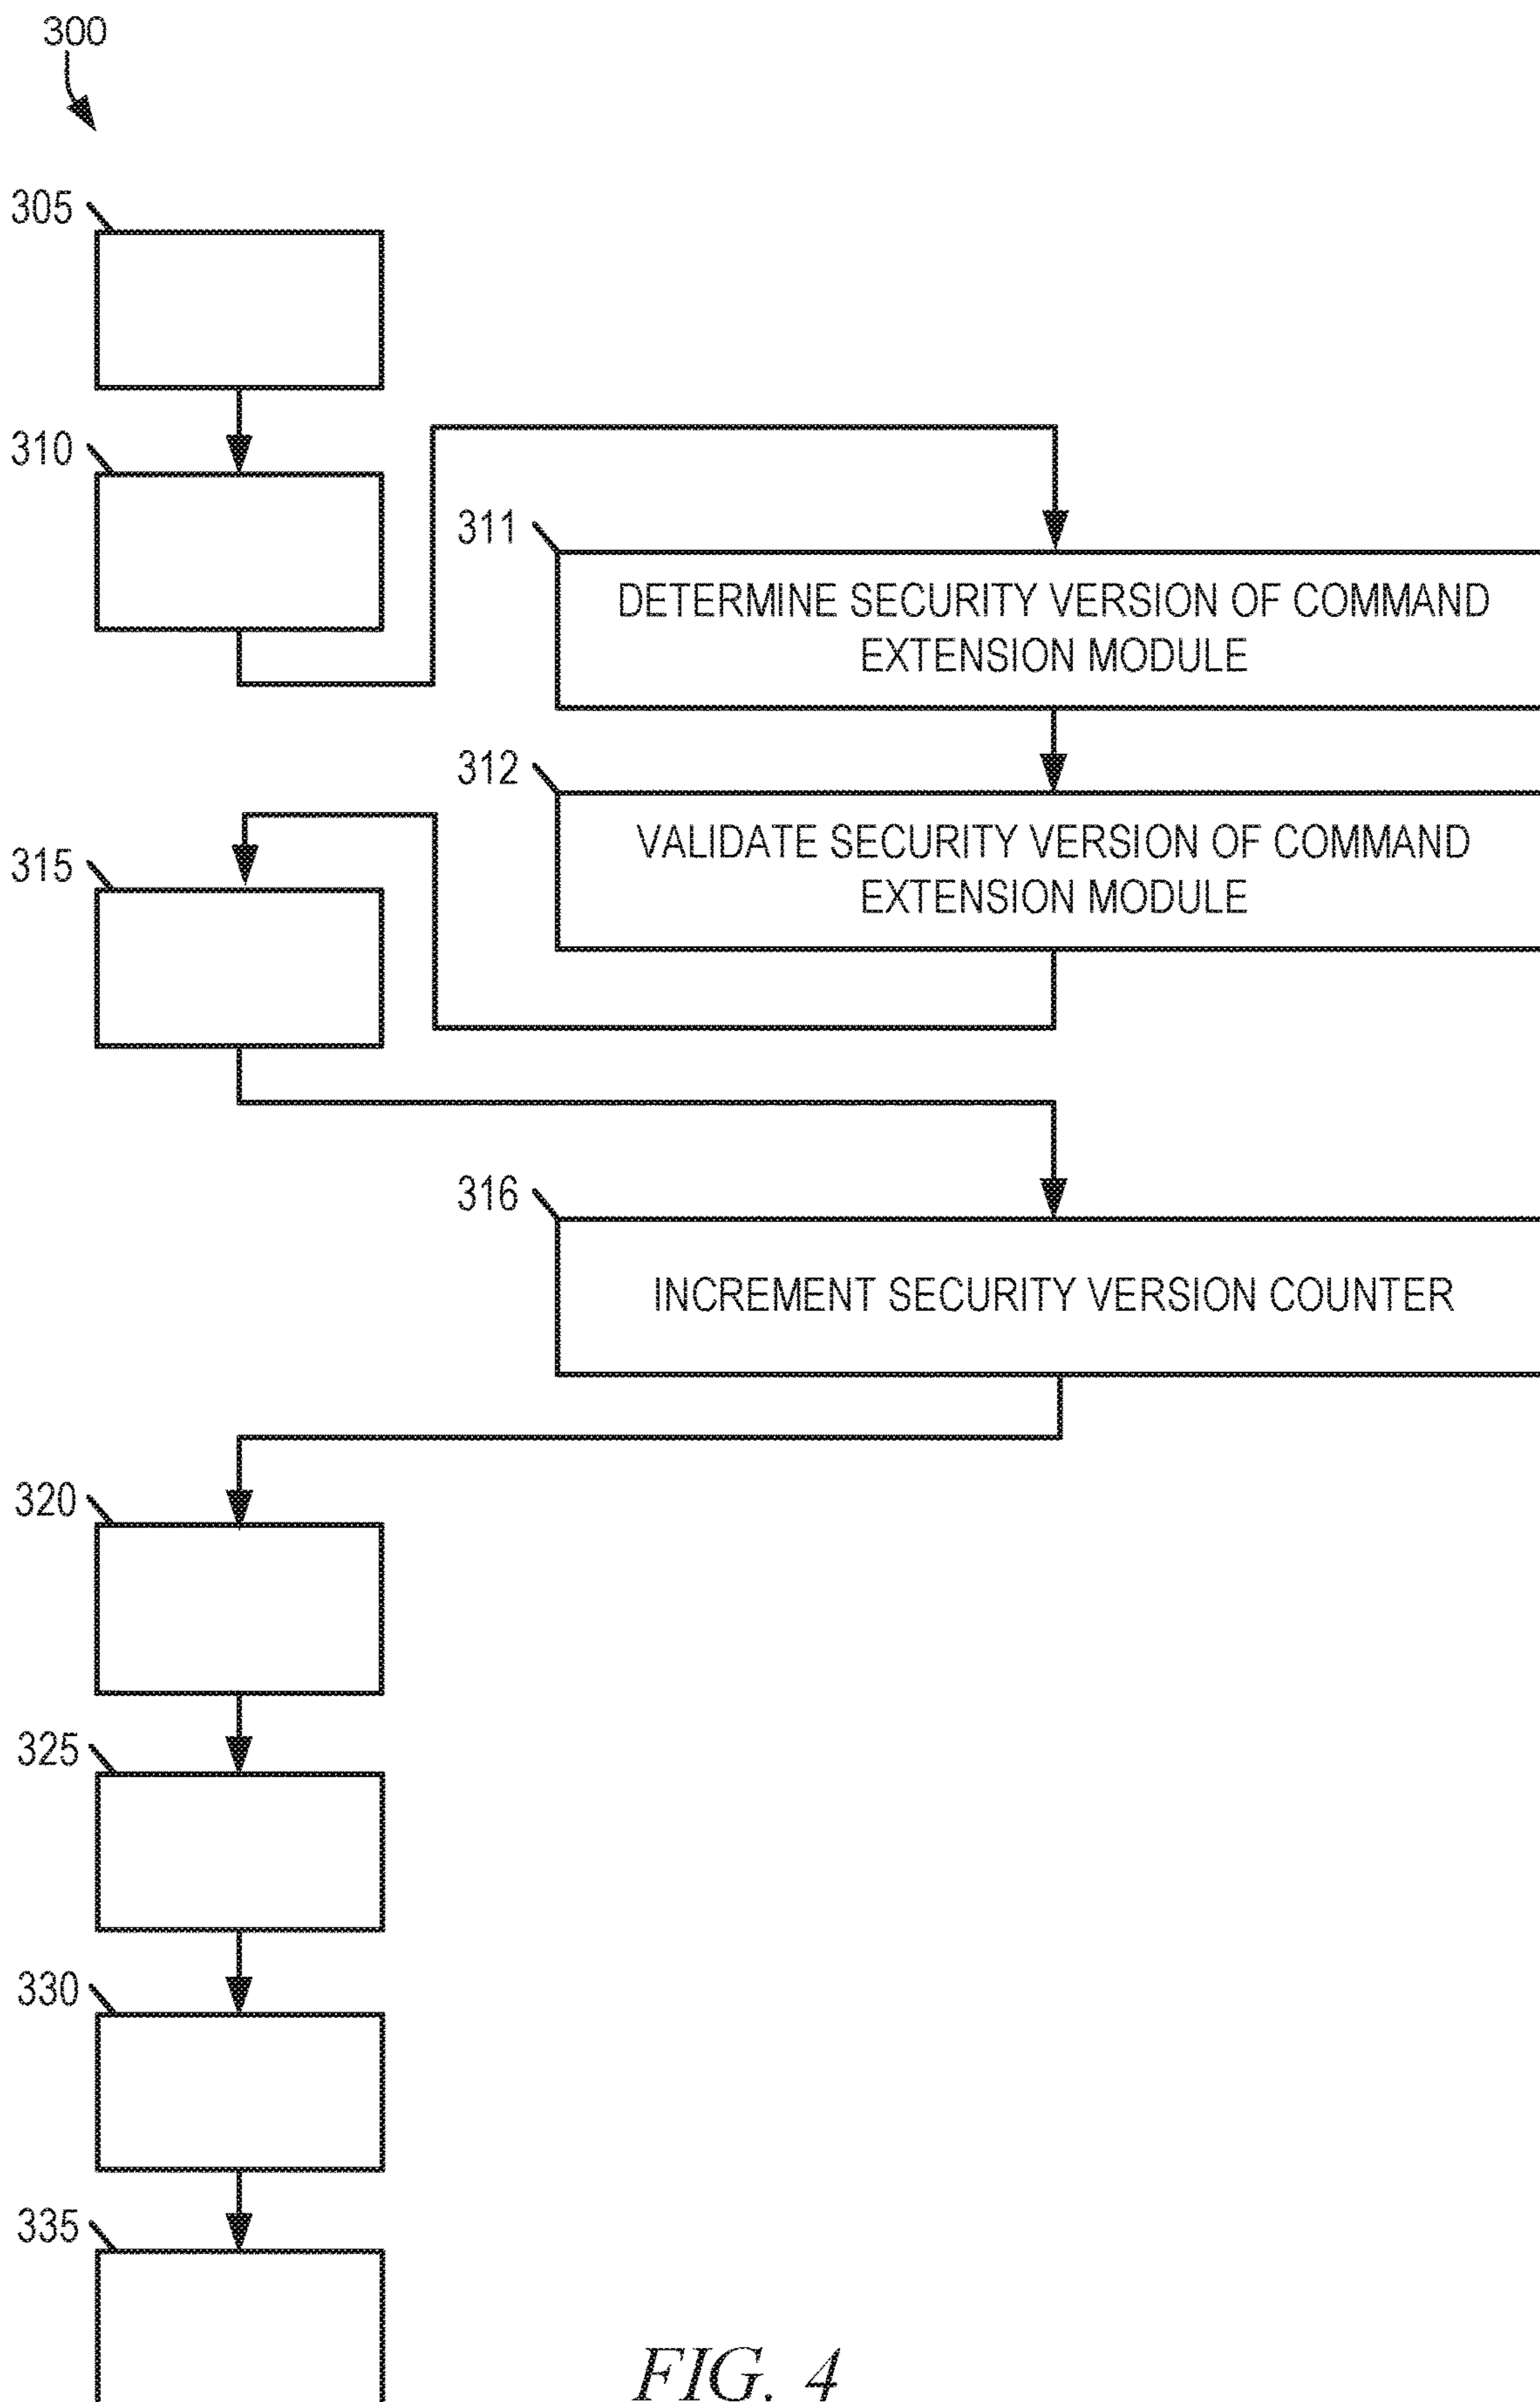 300
305
310
311
DETERMINE SECURITY VERSION OF COMMAND
EXTENSION MODULE
312
VALIDATE SECURITY VERSION OF COMMAND
EXTENSION MODULE
315
316
INCREMENT SECURITY VERSION COUNTER
320
325
330
335
FIG. 4